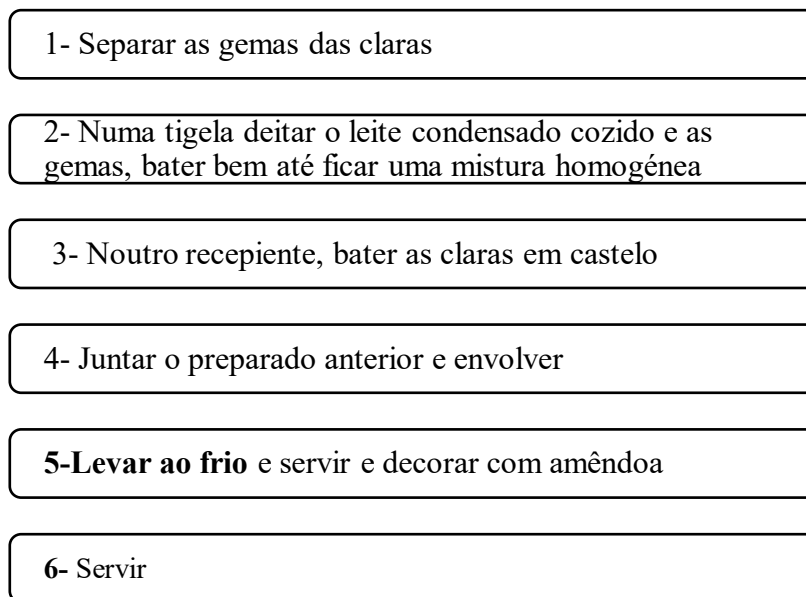 1- Separar as gemas das claras
2- Numa tigela deitar o leite condensado cozido e as
gemas, bater bem até ficar uma mistura homogénea
3- Noutro recepiente, bater as claras em castelo
4- Juntar o preparado anterior e envolver
5-Levar ao frio e servir e decorar com amêndoa
6- Servir